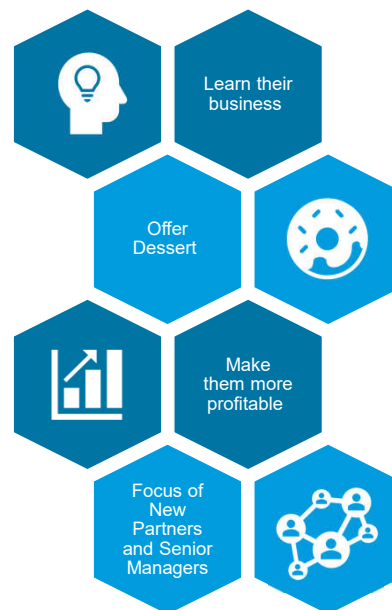 Learn their
business
Offer
Dessert
Make
them more
profitable
Focus of
New
Partners
and Senior
Managers